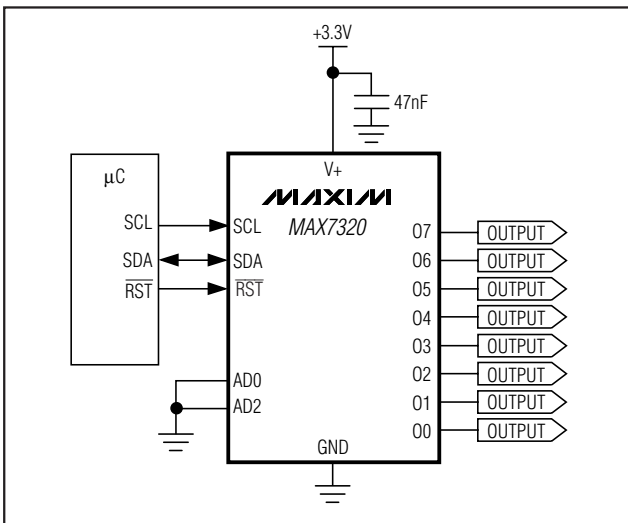 +3.3V
47nF
μC
V+
MAXIM
MAX7320
SCL
SCL
O7
OUTPUT
SDA
SDA
O6
OUTPUT
RST
RST
O5
OUTPUT
O4
OUTPUT
O3
OUTPUT
AD0
O2
OUTPUT
AD2
O1
OUTPUT
O0
OUTPUT
GND